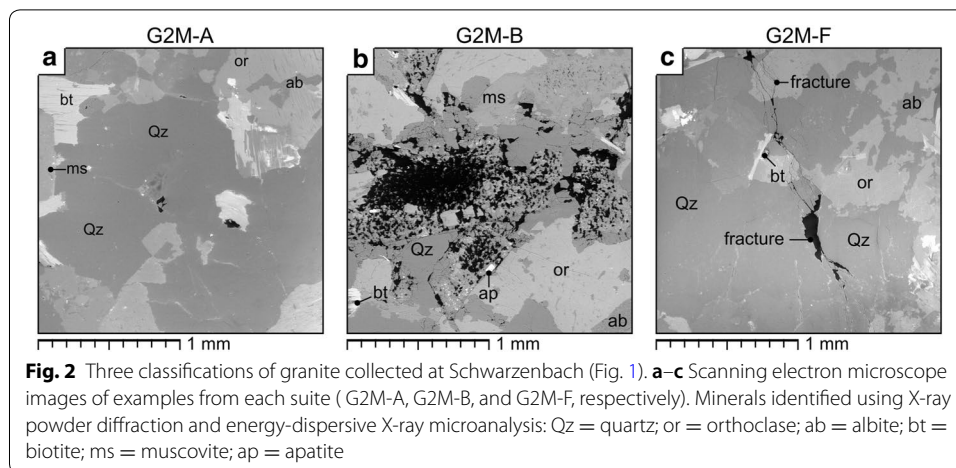 G2M-A G2M-B G2M-F
a b c
or
bt
ab
Qz
ms
Qz
ms
Qz
or
bt
ap
ab
fracture
ab
bt
or
Qz
Qz
fracture
1 mm 1 mm 1 mm
Fig. 2 Three classifications of granite collected at Schwarzenbach (Fig. 1). a–c Scanning electron microscope
images of examples from each suite ( G2M-A, G2M-B, and G2M-F, respectively). Minerals identified using X-ray
powder diffraction and energy-dispersive X-ray microanalysis: Qz = quartz; or = orthoclase; ab = albite; bt =
biotite; ms = muscovite; ap = apatite